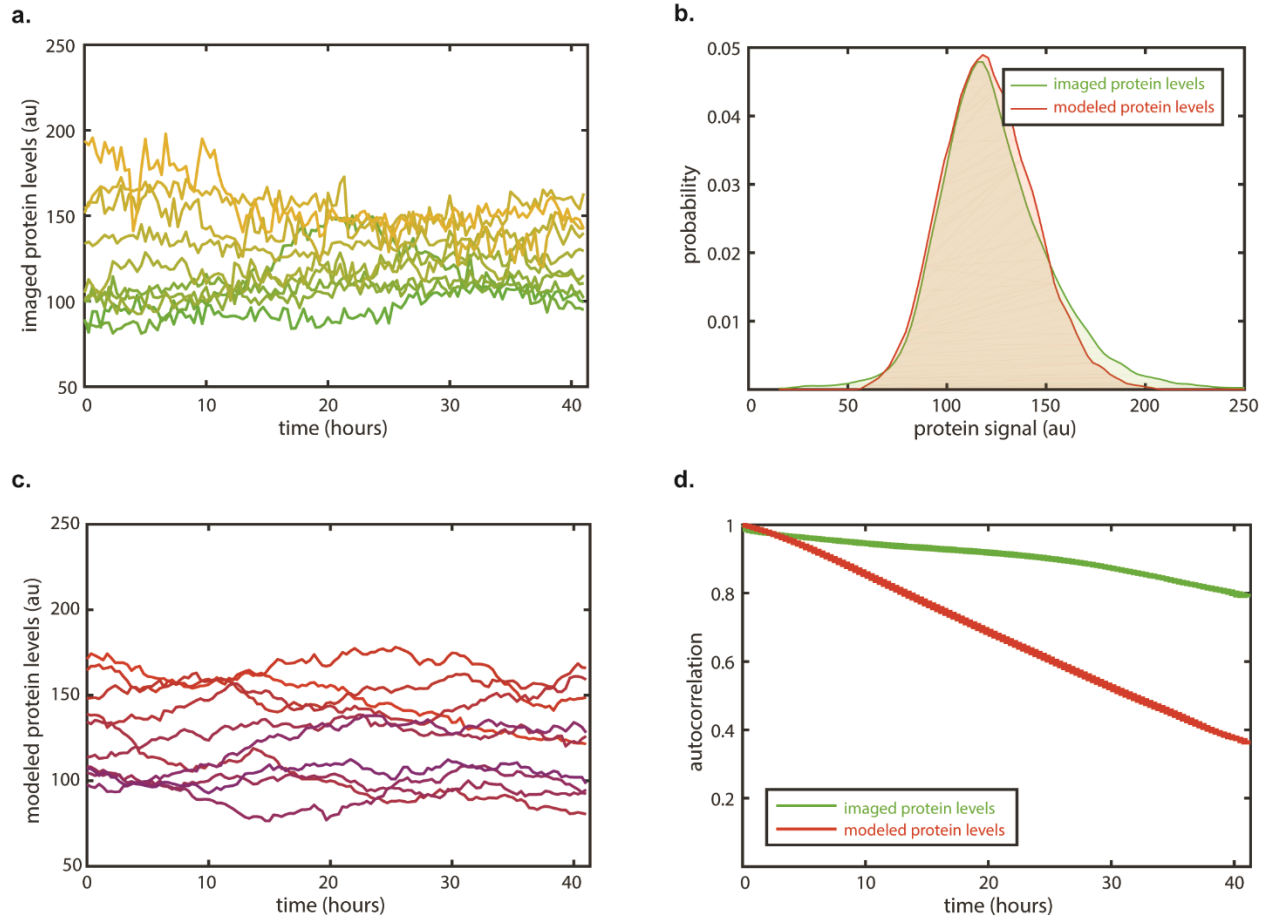 a.
250
200
150
100
50
imaged protein levels (au)
0 10 20 30 40
time (hours)
b.
0.05
0.04
0.03
0.02
0.01
probability
imaged protein levels
modeled protein levels
0 50 100 150 200 250
protein signal (au)
c.
250
200
150
100
50
modeled protein levels (au)
0 10 20 30 40
time (hours)
d.
1
0.8
0.6
0.4
0.2
autocorrelation
imaged protein levels
modeled protein levels
0 10 20 30 40
time (hours)